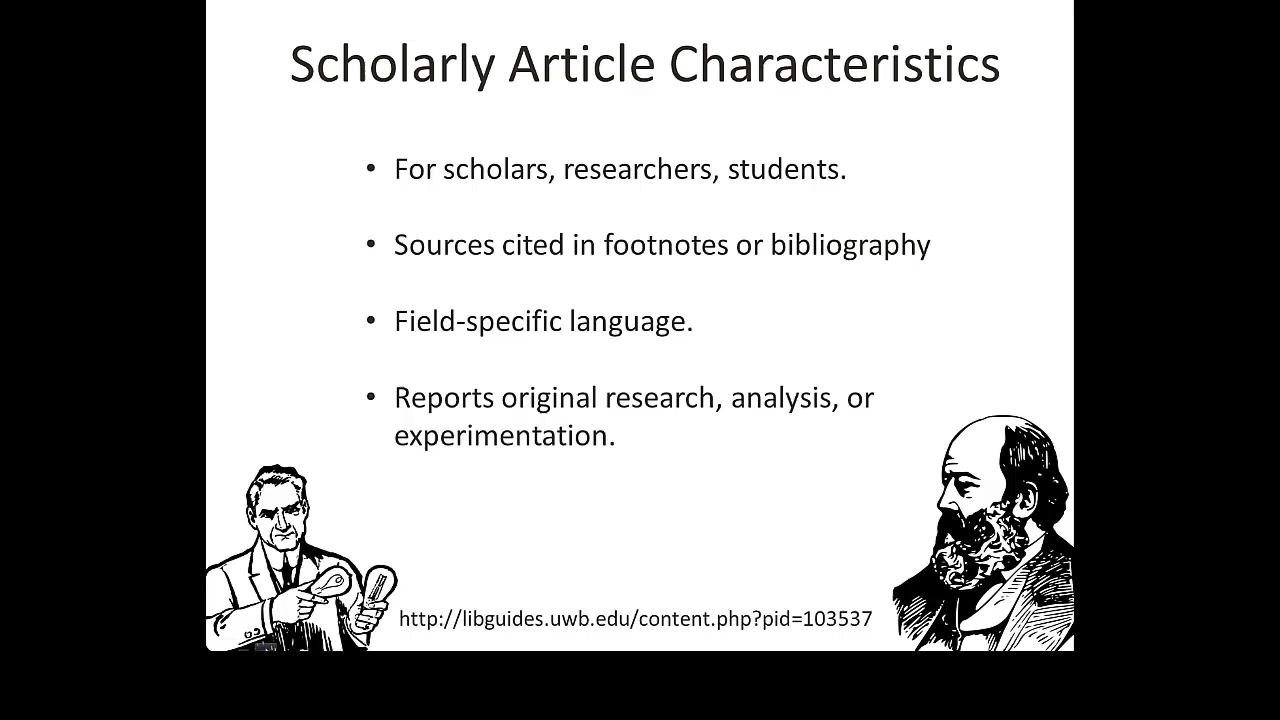 Scholarly Article Characteristics
• For scholars, researchers, students.
• Sources cited in footnotes or bibliography
• Field-specific language.
• Reports original research, analysis, or
experimentation.
http://libguides.uwb.edu/content.php?pid=103537